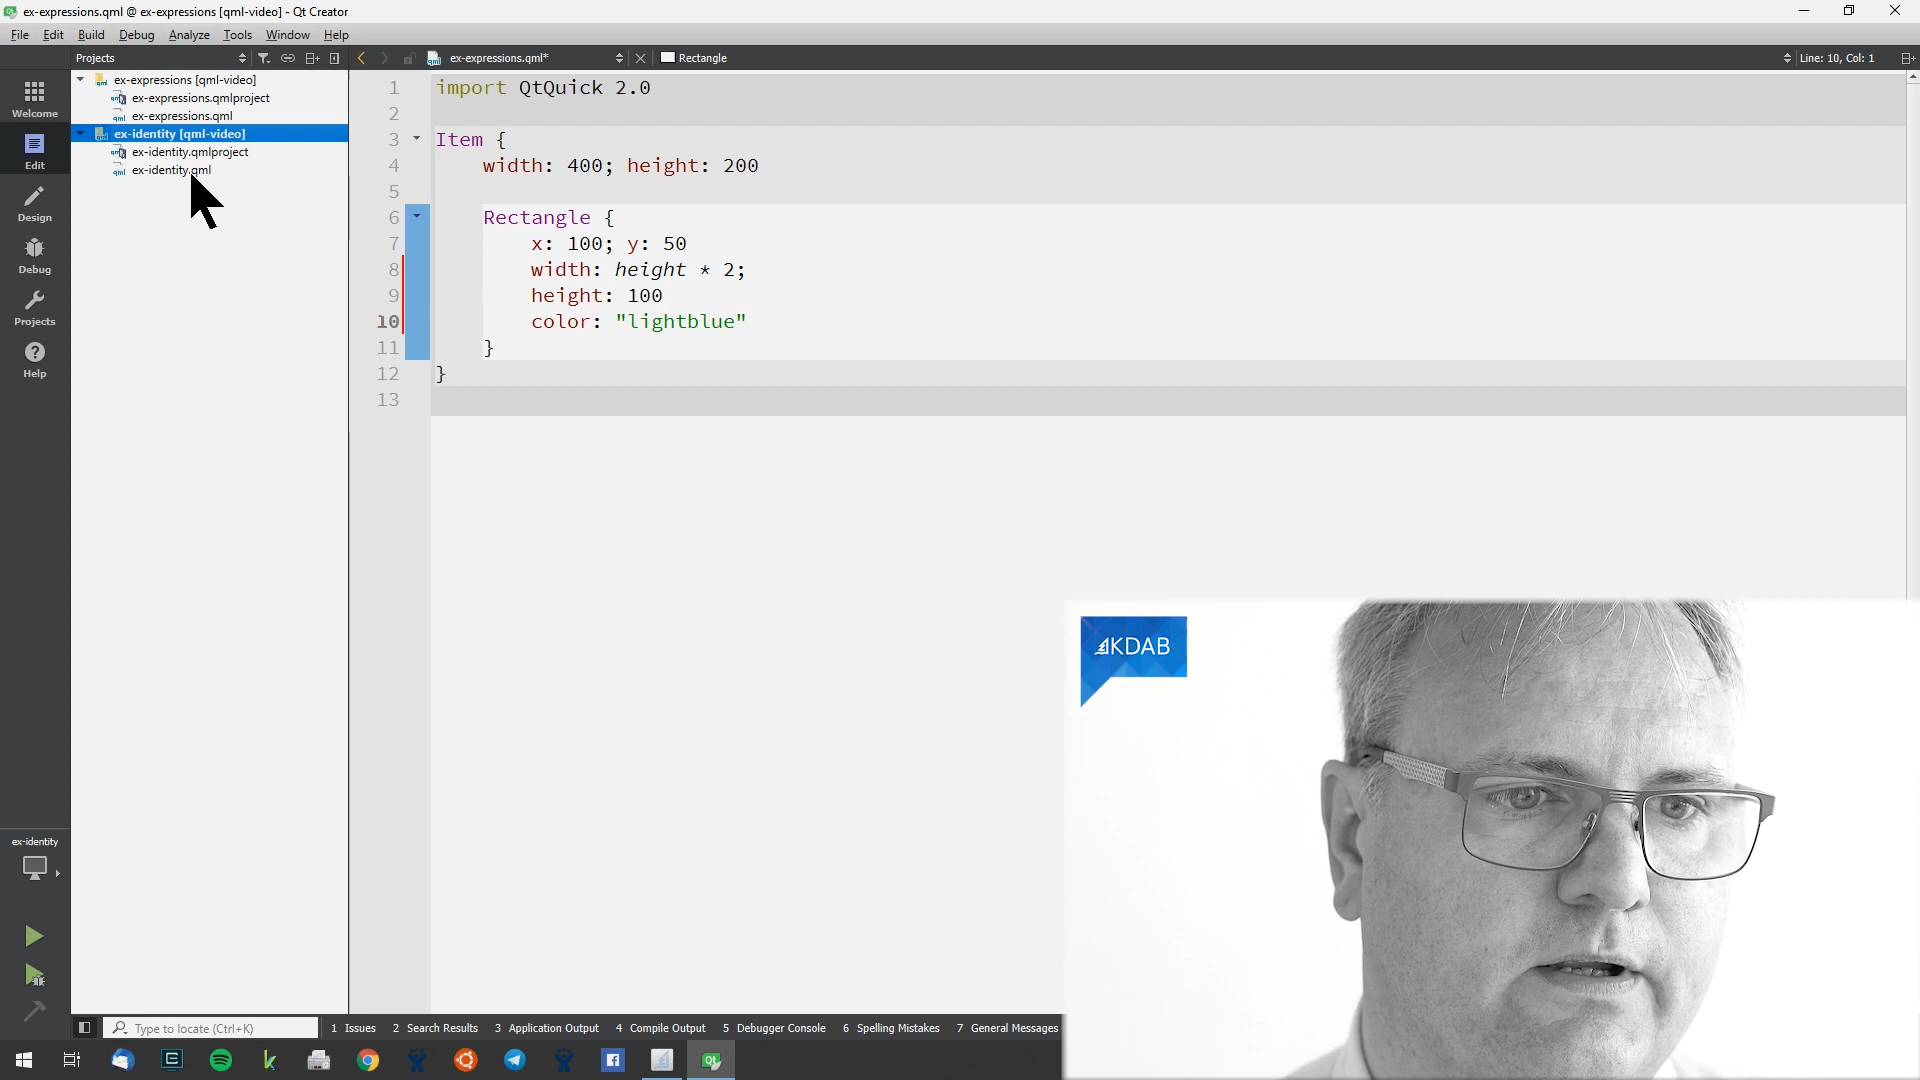 ex-expressions.qml @ ex-expressions [qml-video] - Qt Creator
File Edit Build Debug Analyze Tools Window Help
Projects
ex-expressions.qml*
Rectangle
Line: 10, Col: 1
Welcome
Edit
Design
Debug
Projects
Help
ex-expressions [qml-video]
ex-expressions.qmlproject
ex-expressions.qml
ex-identity [qml-video]
ex-identity.qmlproject
ex-identity.qml
1 import QtQuick 2.0
2
3 Item {
4 width: 400; height: 200
5
6 Rectangle {
7 x: 100; y: 50
8 width: height * 2;
9 height: 100
10 color: "lightblue"
11 }
12 }
13
KDAB
ex-identity
Type to locate (Ctrl+K)
1 Issues 2 Search Results 3 Application Output 4 Compile Output 5 Debugger Console 6 Spelling Mistakes 7 General Messages